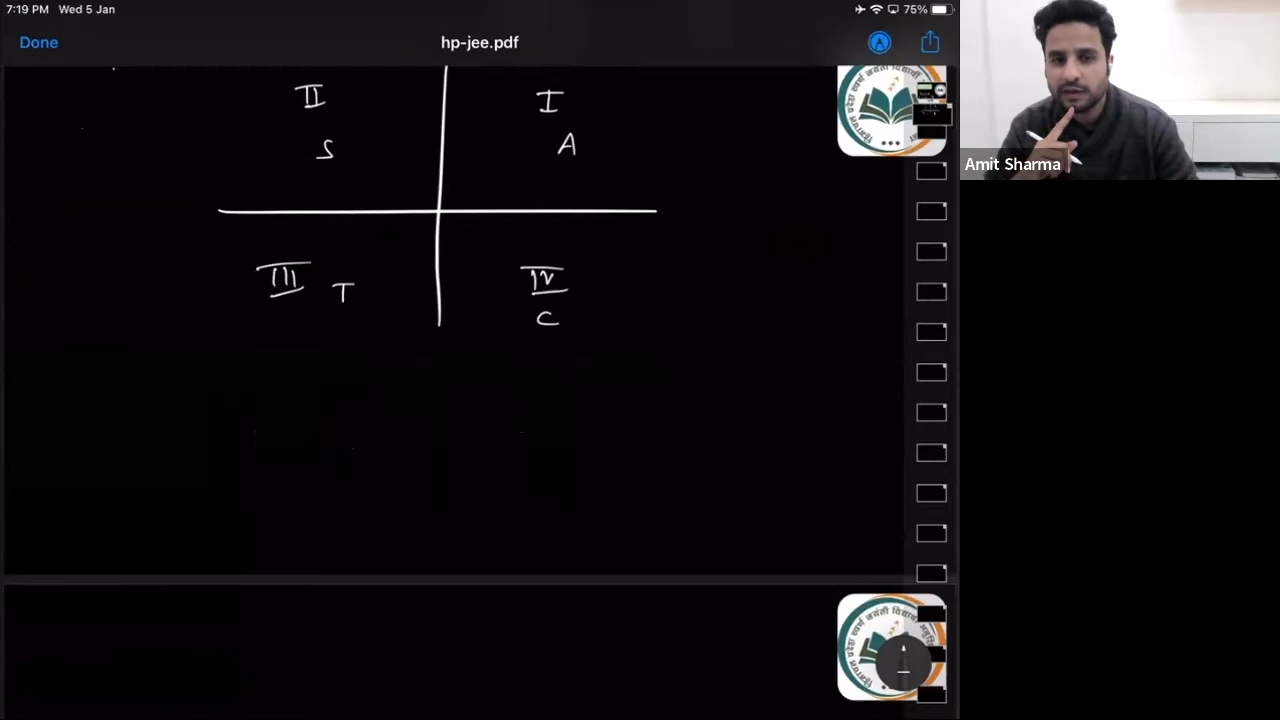 7:19 PM Wed 5 Jan
75%
Done
hp-jee.pdf
II
I
S
A
III
T
IV
C
Amit Sharma